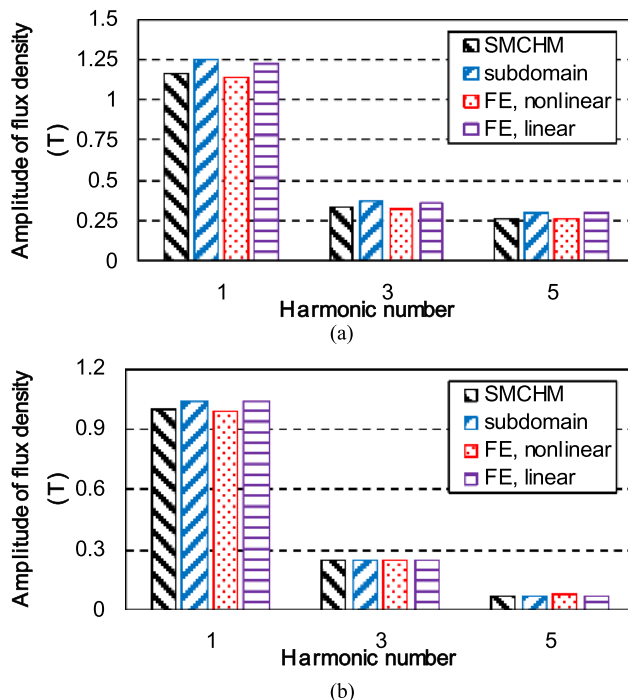 (a)
1.5
1.25
1
0.75
0.5
0.25
0
Amplitude of flux density
(T)
SMCHM
subdomain
FE, nonlinear
FE, linear
1 3 5
Harmonic number
(a)
1.2
0.9
0.6
0.3
0
Amplitude of flux density
(T)
SMCHM
subdomain
FE, nonlinear
FE, linear
1 3 5
Harmonic number
(b)